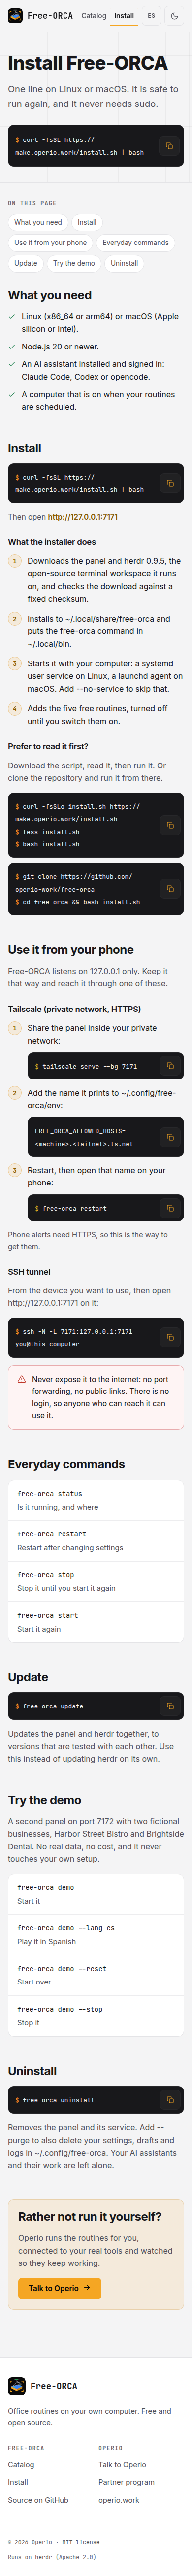 Free-ORCA Catalog Install ES
Install Free-ORCA
One line on Linux or macOS. It is safe to
run again, and it never needs sudo.
$ curl -fsSL https://
make.operio.work/install.sh | bash
ON THIS PAGE
What you need Install
Use it from your phone Everyday commands
Update Try the demo Uninstall
What you need
Linux (x86_64 or arm64) or macOS (Apple
silicon or Intel).
Node.js 20 or newer.
An AI assistant installed and signed in:
Claude Code, Codex or opencode.
A computer that is on when your routines
are scheduled.
Install
$ curl -fsSL https://
make.operio.work/install.sh | bash
Then open http://127.0.0.1:7171
What the installer does
1 Downloads the panel and herdr 0.9.5, the
open-source terminal workspace it runs
on, and checks the download against a
fixed checksum.
2 Installs to ~/.local/share/free-orca and
puts the free-orca command in
~/.local/bin.
3 Starts it with your computer: a systemd
user service on Linux, a launchd agent on
macOS. Add --no-service to skip that.
4 Adds the five free routines, turned off
until you switch them on.
Prefer to read it first?
Download the script, read it, then run it. Or
clone the repository and run it from there.
$ curl -fsSLo install.sh https://
make.operio.work/install.sh
$ less install.sh
$ bash install.sh
$ git clone https://github.com/
operio-work/free-orca
$ cd free-orca && bash install.sh
Use it from your phone
Free-ORCA listens on 127.0.0.1 only. Keep it
that way and reach it through one of these.
Tailscale (private network, HTTPS)
1 Share the panel inside your private
network:
$ tailscale serve --bg 7171
2 Add the name it prints to ~/.config/free-
orca/env:
FREE_ORCA_ALLOWED_HOSTS=
<machine>.<tailnet>.ts.net
3 Restart, then open that name on your
phone:
$ free-orca restart
Phone alerts need HTTPS, so this is the way to
get them.
SSH tunnel
From the device you want to use, then open
http://127.0.0.1:7171 on it:
$ ssh -N -L 7171:127.0.0.1:7171
you@this-computer
Never expose it to the internet: no port
forwarding, no public links. There is no
login, so anyone who can reach it can
use it.
Everyday commands
free-orca status
Is it running, and where
free-orca restart
Restart after changing settings
free-orca stop
Stop it until you start it again
free-orca start
Start it again
Update
$ free-orca update
Updates the panel and herdr together, to
versions that are tested with each other. Use
this instead of updating herdr on its own.
Try the demo
A second panel on port 7172 with two fictional
businesses, Harbor Street Bistro and Brightside
Dental. No real data, no cost, and it never
touches your own setup.
free-orca demo
Start it
free-orca demo --lang es
Play it in Spanish
free-orca demo --reset
Start over
free-orca demo --stop
Stop it
Uninstall
$ free-orca uninstall
Removes the panel and its service. Add --
purge to also delete your settings, drafts and
logs in ~/.config/free-orca. Your AI assistants
and their work are left alone.
Rather not run it yourself?
Operio runs the routines for you,
connected to your real tools and watched
so they keep working.
Talk to Operio →
Free-ORCA
Office routines on your own computer. Free and
open source.
FREE-ORCA OPERIO
Catalog Talk to Operio
Install Partner program
Source on GitHub operio.work
© 2026 Operio · MIT license
Runs on herdr (Apache-2.0)